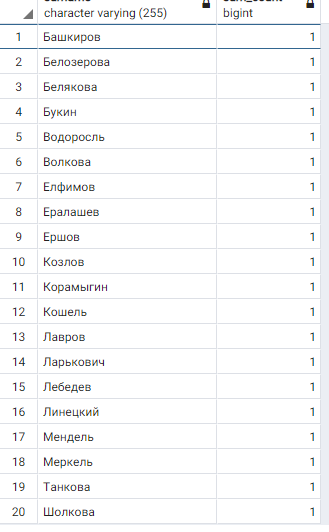 character varying (255) bigint
1 Башкиров 1
2 Белозерова 1
3 Белякова 1
4 Букин 1
5 Водоросль 1
6 Волкова 1
7 Елфимов 1
8 Ералашев 1
9 Ершов 1
10 Козлов 1
11 Корамыгин 1
12 Кошель 1
13 Лавров 1
14 Ларькович 1
15 Лебедев 1
16 Линецкий 1
17 Мендель 1
18 Меркель 1
19 Танкова 1
20 Шолкова 1